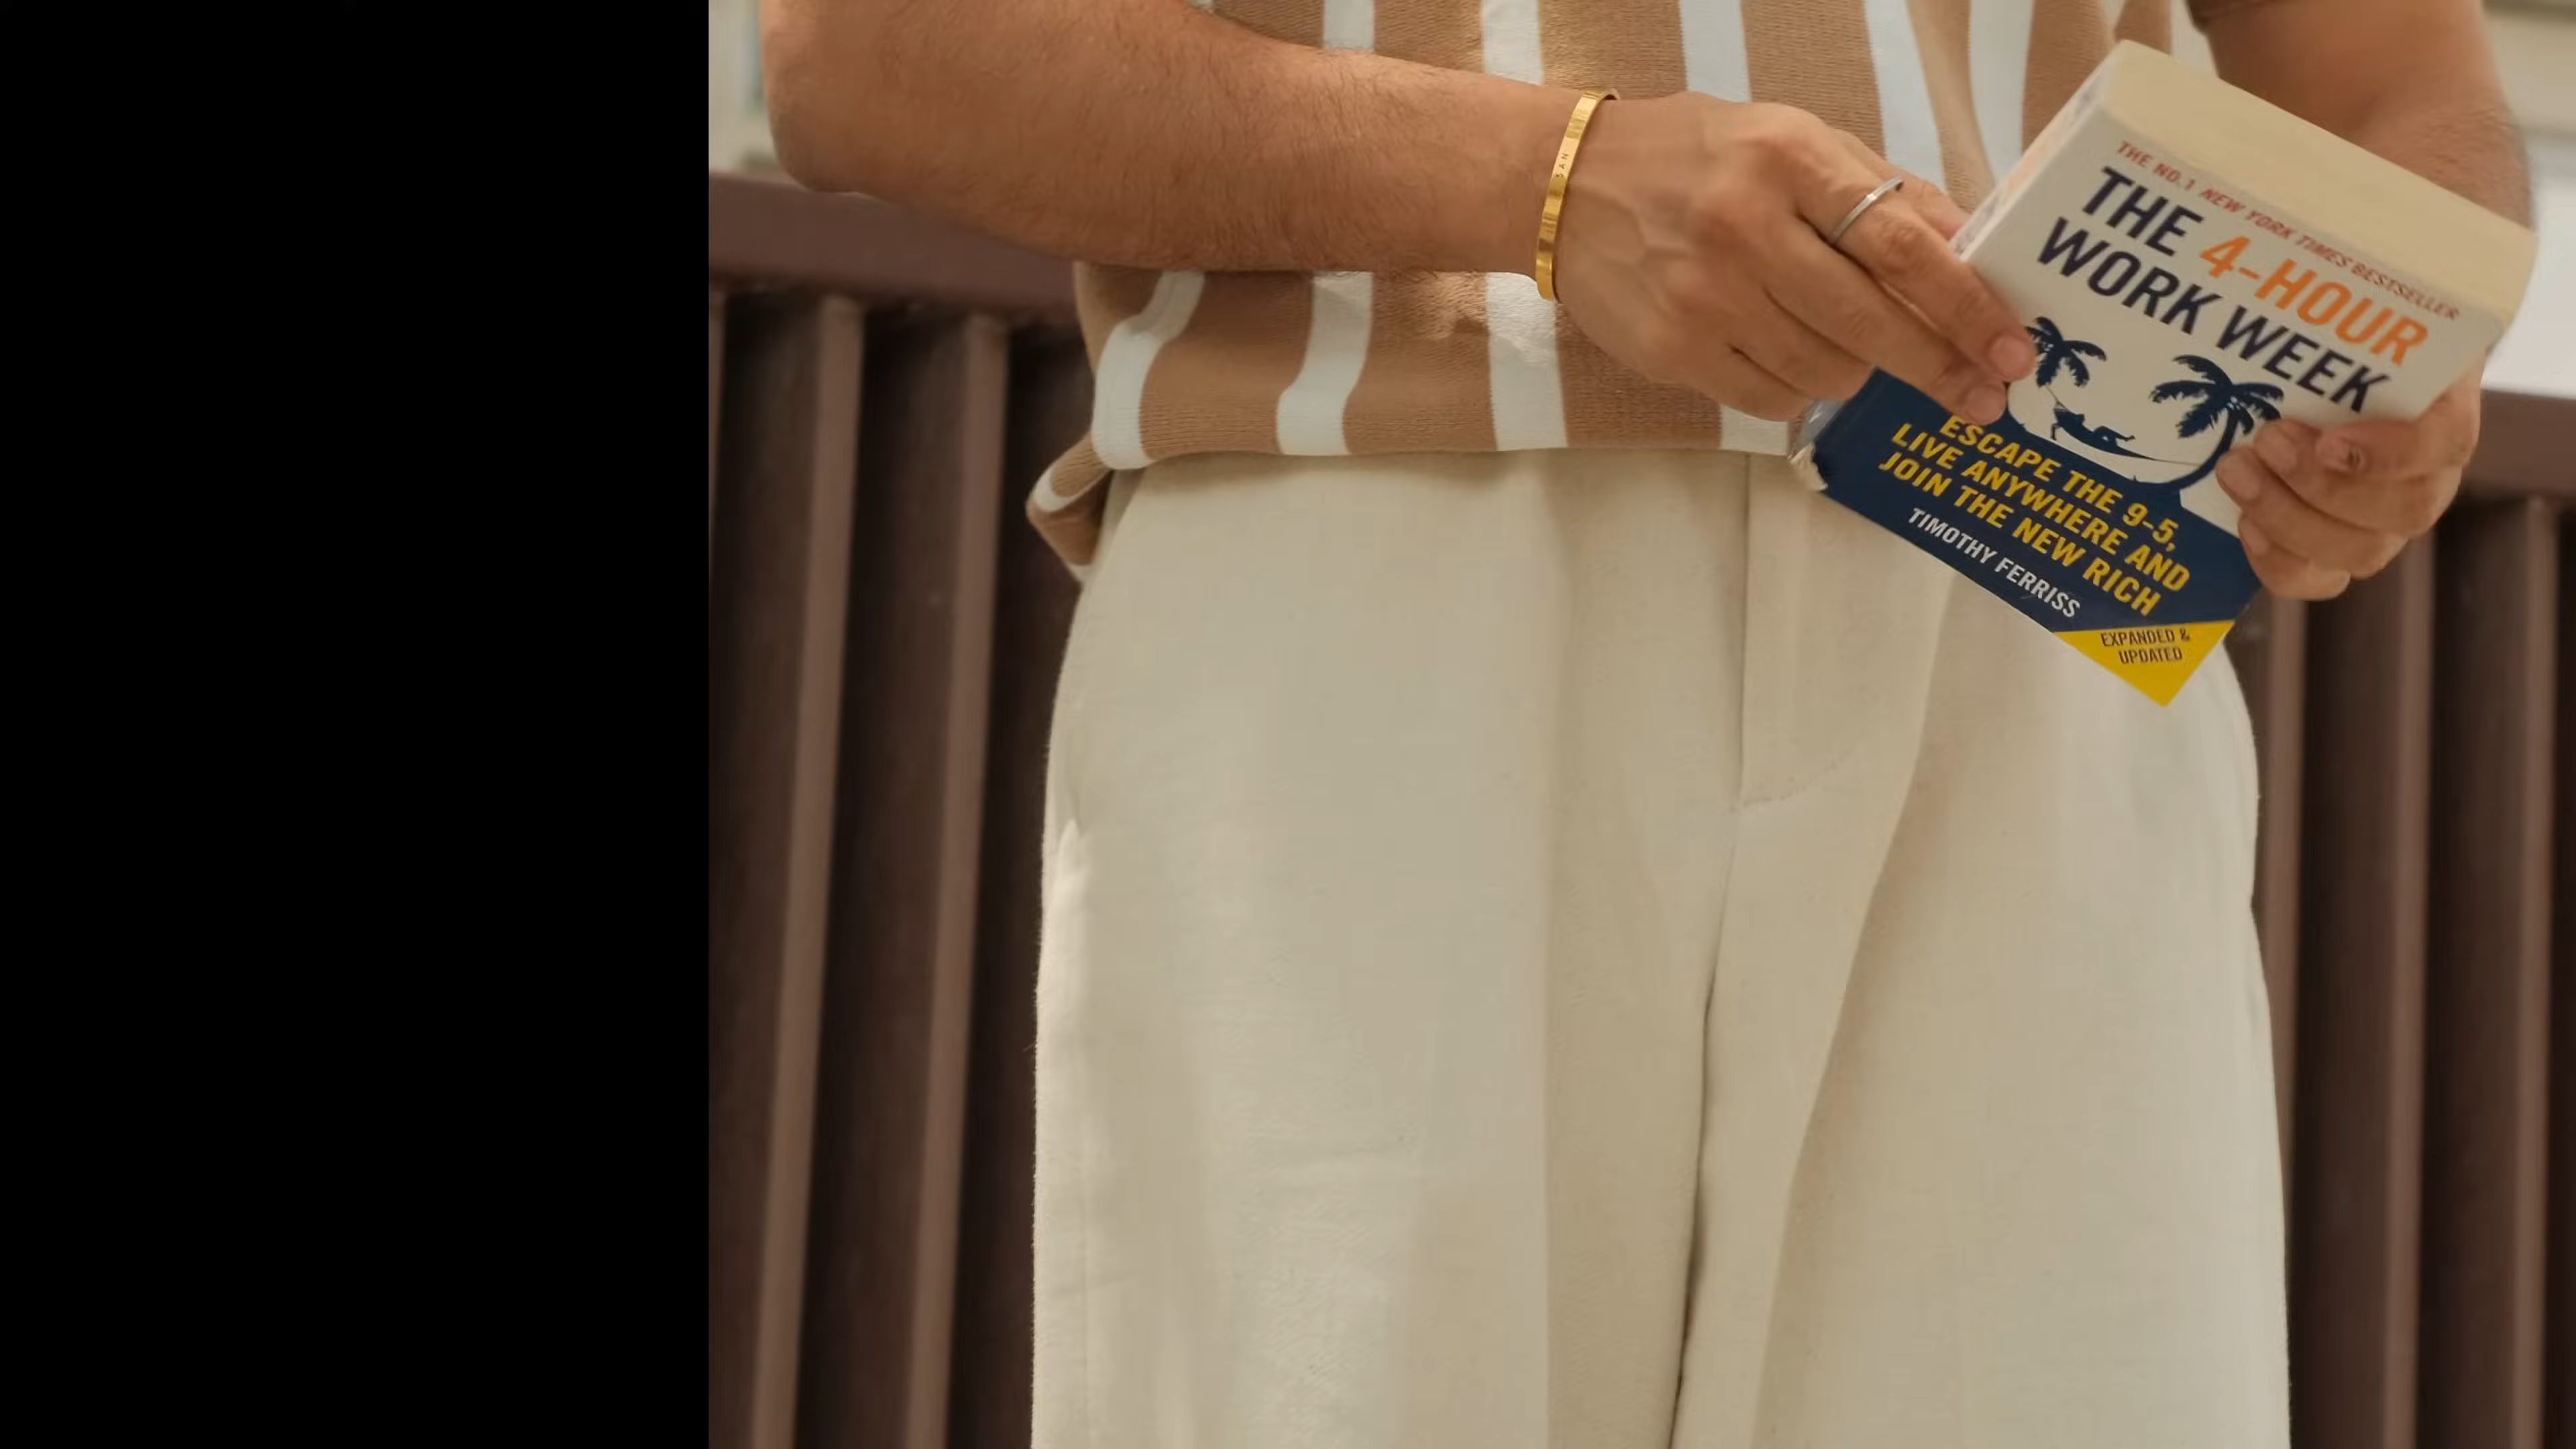 THE NO.1 NEW YORK TIMES BESTSELLER
THE 4-HOUR
WORK WEEK
ESCAPE THE 9-5,
LIVE ANYWHERE AND
JOIN THE NEW RICH
TIMOTHY FERRISS
EXPANDED &
UPDATED